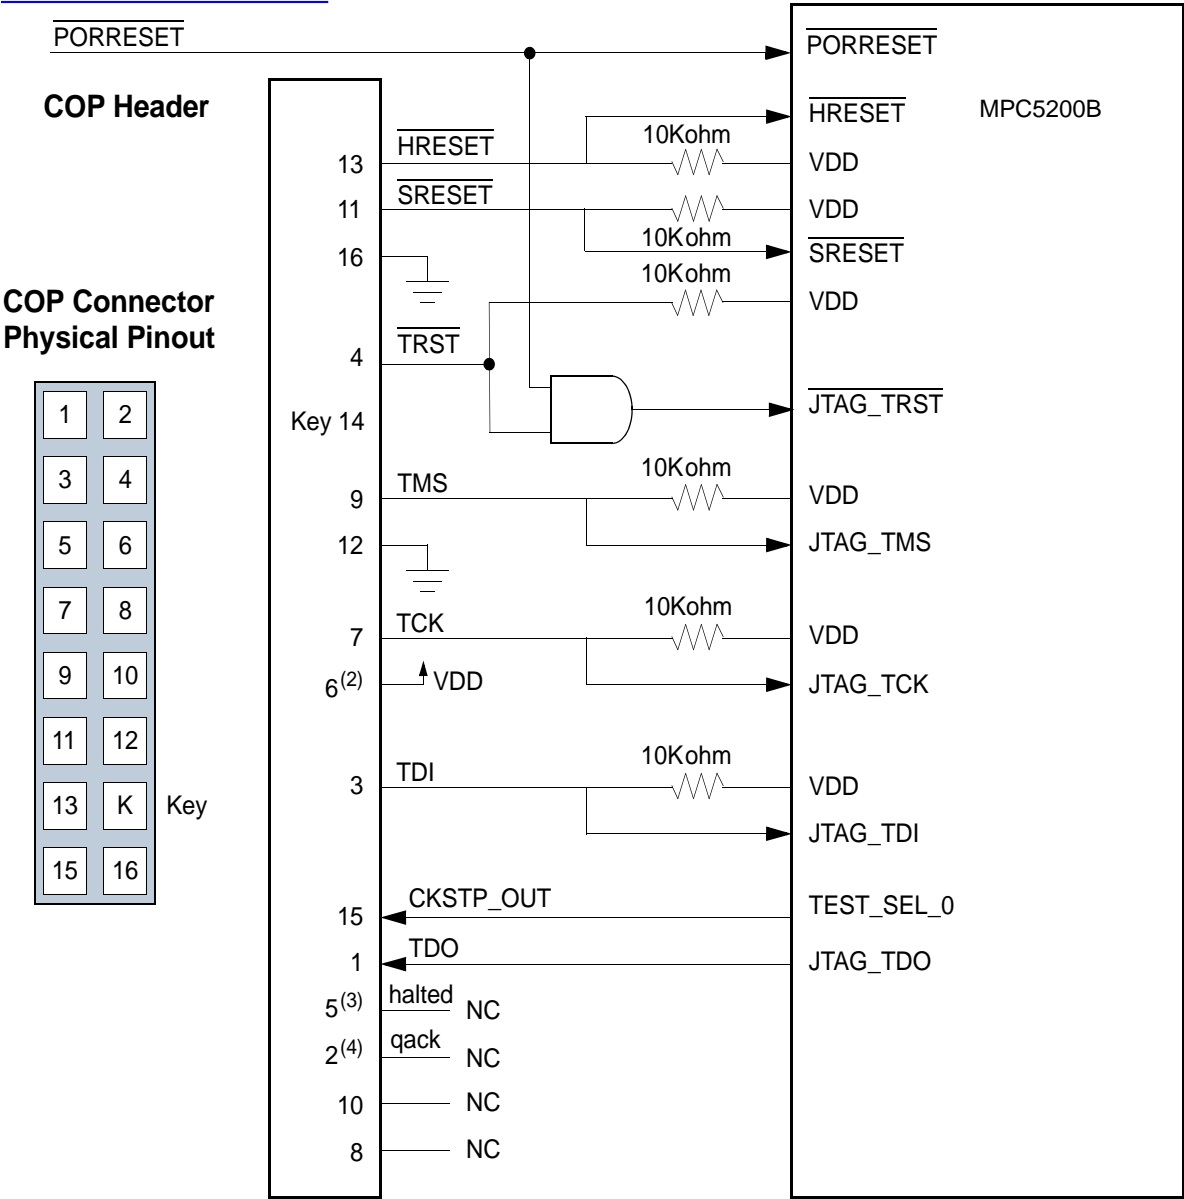 PORRESET
PORRESET
COP Header
HRESET
MPC5200B
10Kohm
13
HRESET
VDD
11
SRESET
VDD
10Kohm
16
SRESET
10Kohm
COP Connector
Physical Pinout
VDD
4
TRST
JTAG_TRST
Key 14
1 2
3 4
5 6
7 8
9 10
11 12
13 K Key
15 16
10Kohm
9
TMS
VDD
12
JTAG_TMS
10Kohm
7
TCK
VDD
6(2)
VDD
JTAG_TCK
10Kohm
3
TDI
VDD
JTAG_TDI
15
CKSTP_OUT
TEST_SEL_0
1
TDO
JTAG_TDO
5(3)
halted
NC
2(4)
qack
NC
10
NC
8
NC